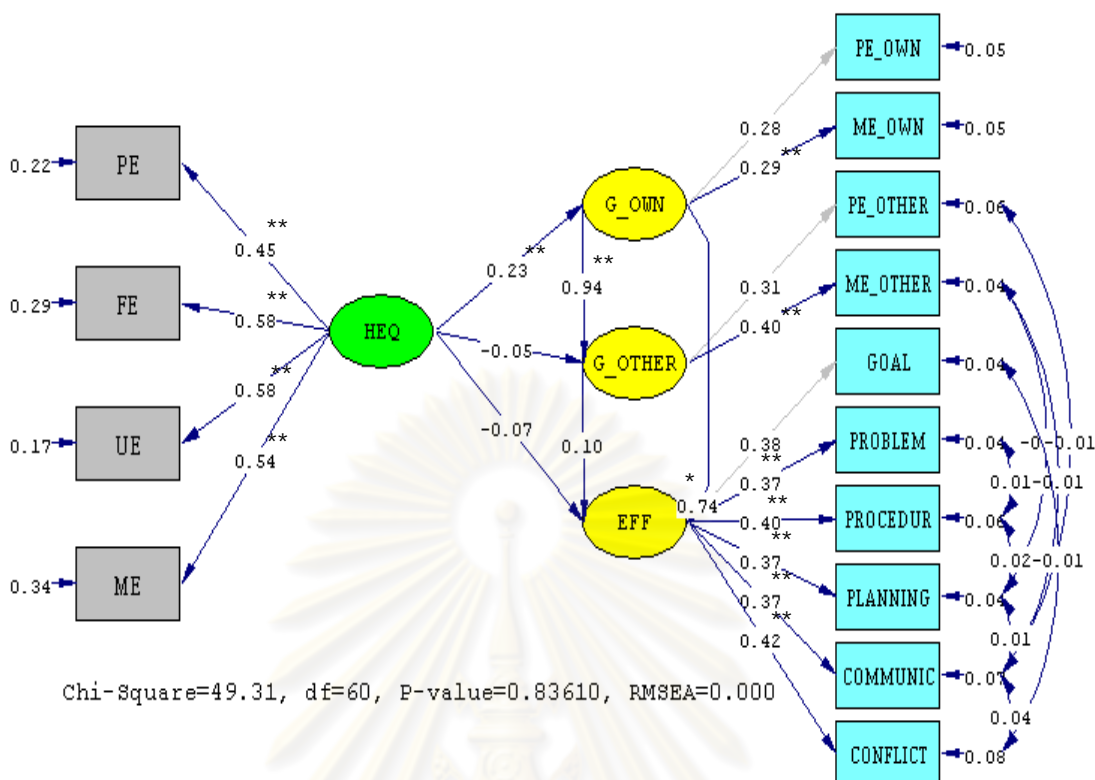 PE_OWN
0.05
ME_OWN
0.05
PE_OTHER
0.06
ME_OTHER
0.04
GOAL
0.04
PROBLEM
0.04
PROCEDUR
0.06
PLANNING
0.04
COMMUNIC
0.07
CONFLICT
0.08
0.22
PE
0.29
FE
0.17
UE
0.34
ME
**
0.45
**
0.58
**
0.58
**
0.54
HEQ
**
0.23
-0.05
-0.07
G_OWN
**
0.94
G_OTHER
0.10
EFF
*
0.74
0.28
**
0.29
0.31
**
0.40
0.38
**
0.37
**
0.40
**
0.37
**
0.37
**
0.42
-0.01
0.01
-0.01
0.02
-0.01
0.01
0.04
Chi-Square=49.31, df=60, P-value=0.83610, RMSEA=0.000